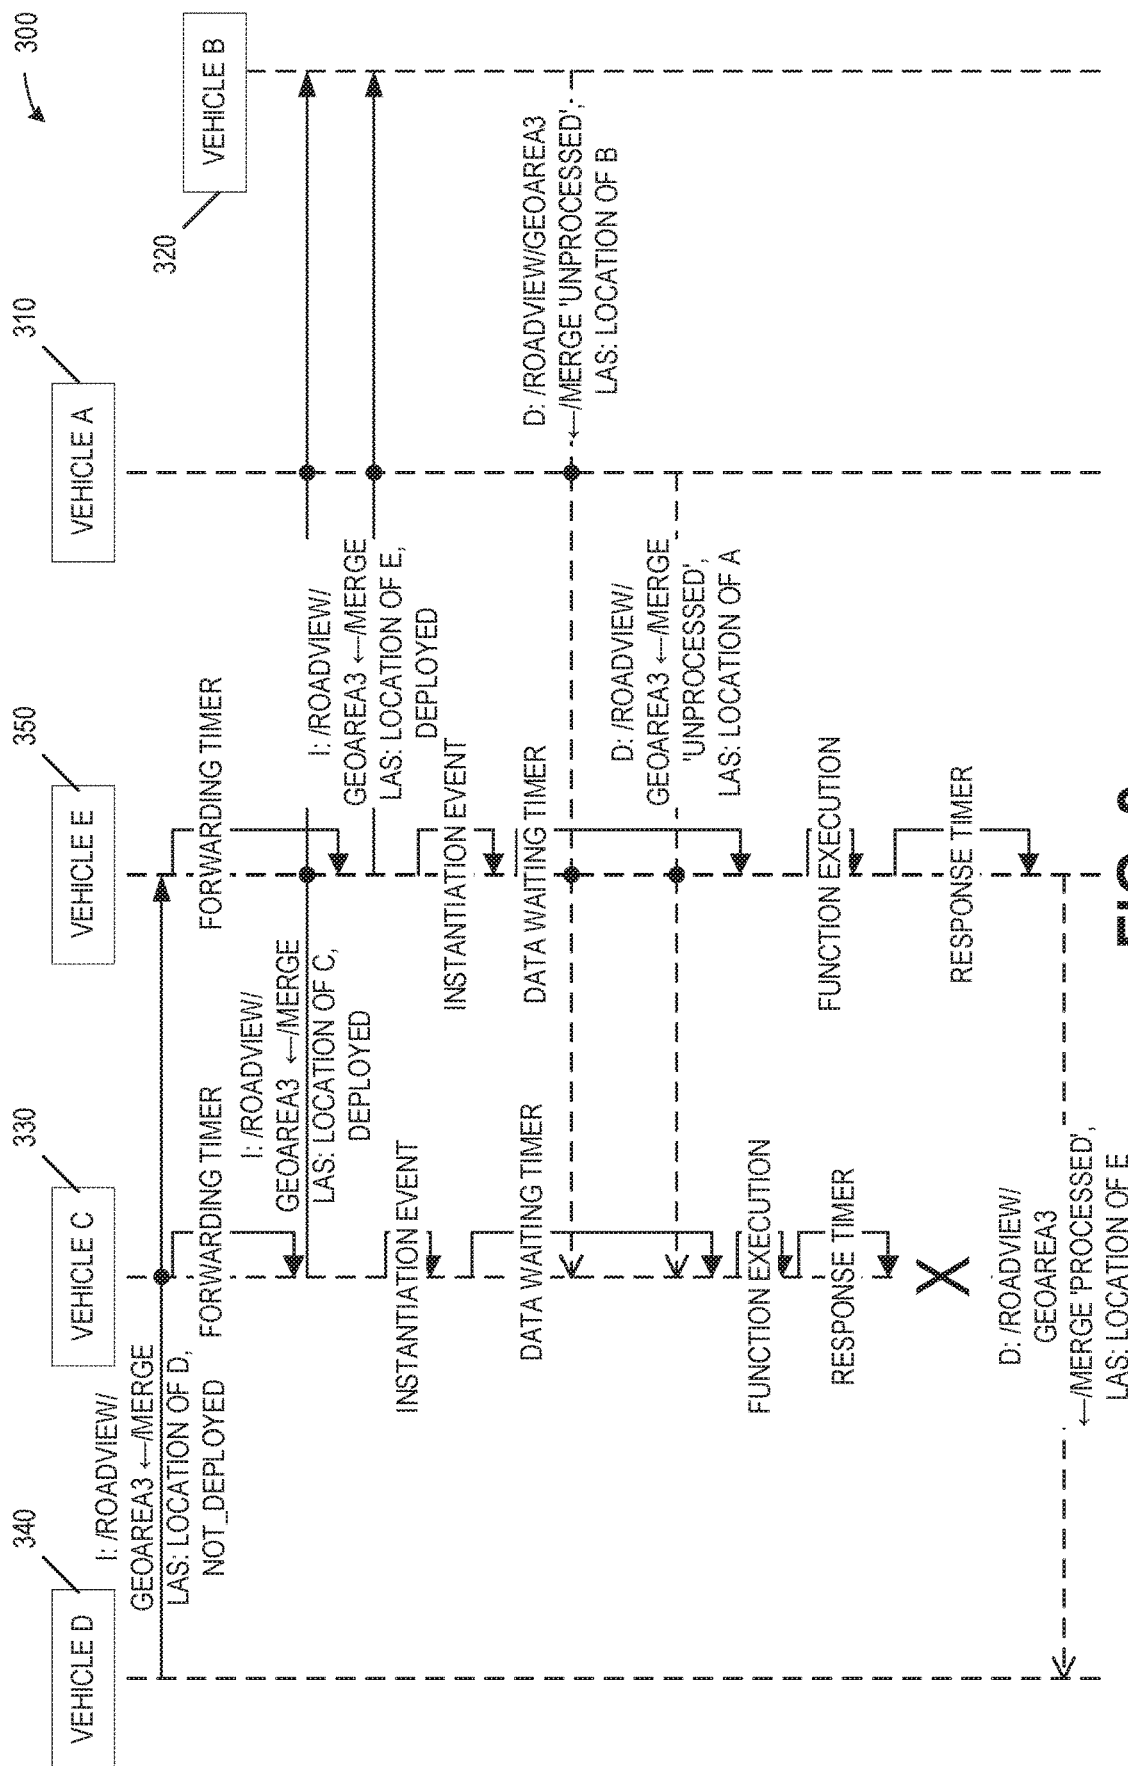 300
340
VEHICLE D
330
VEHICLE C
350
VEHICLE E
310
VEHICLE A
320
VEHICLE B
I: /ROADVIEW/
GEOAREA3 ←/MERGE
LAS: LOCATION OF D,
NOT_DEPLOYED
FORWARDING TIMER
FORWARDING TIMER
I: /ROADVIEW/
GEOAREA3 ←/MERGE
LAS: LOCATION OF C,
DEPLOYED
I: /ROADVIEW/
GEOAREA3 ←/MERGE
LAS: LOCATION OF E,
DEPLOYED
INSTANTIATION EVENT
INSTANTIATION EVENT
DATA WAITING TIMER
DATA WAITING TIMER
D: /ROADVIEW/GEOAREA3
←/MERGE 'UNPROCESSED',
LAS: LOCATION OF B
D: /ROADVIEW/
GEOAREA3 ←/MERGE
'UNPROCESSED',
LAS: LOCATION OF A
FUNCTION EXECUTION
FUNCTION EXECUTION
RESPONSE TIMER
RESPONSE TIMER
X
D: /ROADVIEW/
GEOAREA3
←/MERGE 'PROCESSED',
LAS: LOCATION OF E